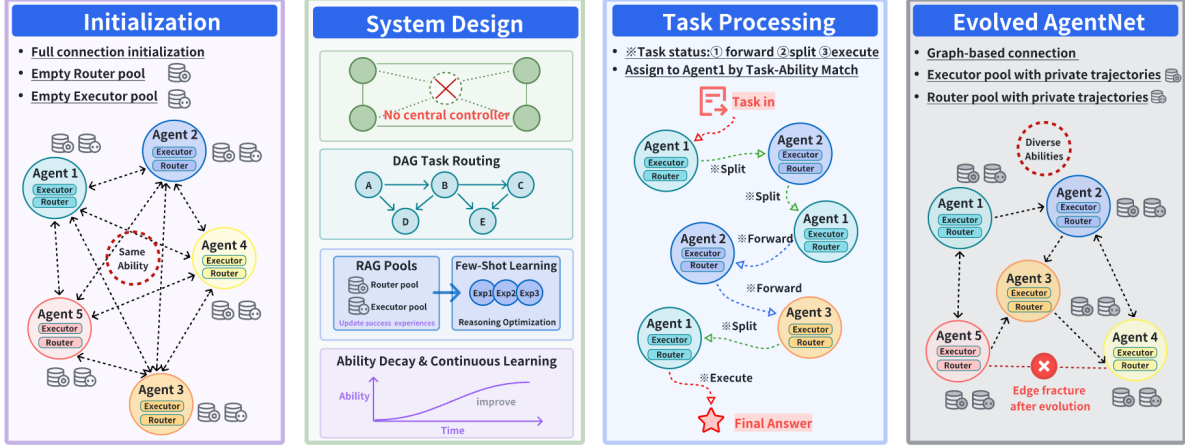 Initialization
• Full connection initialization
• Empty Router pool
• Empty Executor pool
Agent 2
Executor
Router
Agent 1
Executor
Router
Agent 4
Executor
Router
Same
Ability
Agent 5
Executor
Router
Agent 3
Executor
Router
System Design
No central controller
DAG Task Routing
A
B
C
D
E
RAG Pools
Router pool
Executor pool
Update success experiences
Few-Shot Learning
Exp1
Exp2
Exp3
Reasoning Optimization
Ability Decay & Continuous Learning
Ability
improve
Time
Task Processing
• ※Task status:① forward ②split ③execute
• Assign to Agent1 by Task-Ability Match
Task in
Agent 1
Executor
Router
※Split
Agent 2
Executor
Router
※Split
Agent 1
Executor
Router
※Forward
Agent 2
Executor
Router
※Forward
Agent 3
Executor
Router
※Split
Agent 1
Executor
Router
※Execute
Final Answer
Evolved AgentNet
• Graph-based connection
• Executor pool with private trajectories
• Router pool with private trajectories
Diverse
Abilities
Agent 1
Executor
Router
Agent 2
Executor
Router
Agent 3
Executor
Router
Agent 5
Executor
Router
Agent 4
Executor
Router
Edge fracture
after evolution